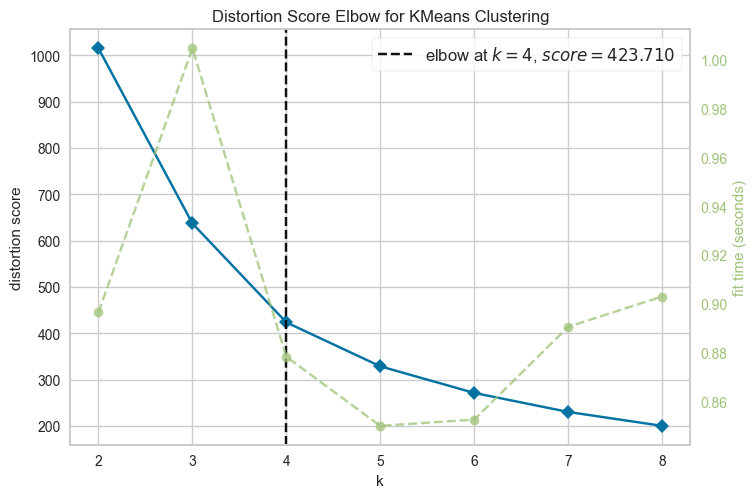 Distortion Score Elbow for KMeans Clustering
elbow at k = 4, score = 423.710
distortion score
1000
900
800
700
600
500
400
300
200
fit time (seconds)
1.00
0.98
0.96
0.94
0.92
0.90
0.88
0.86
2 3 4 5 6 7 8
k